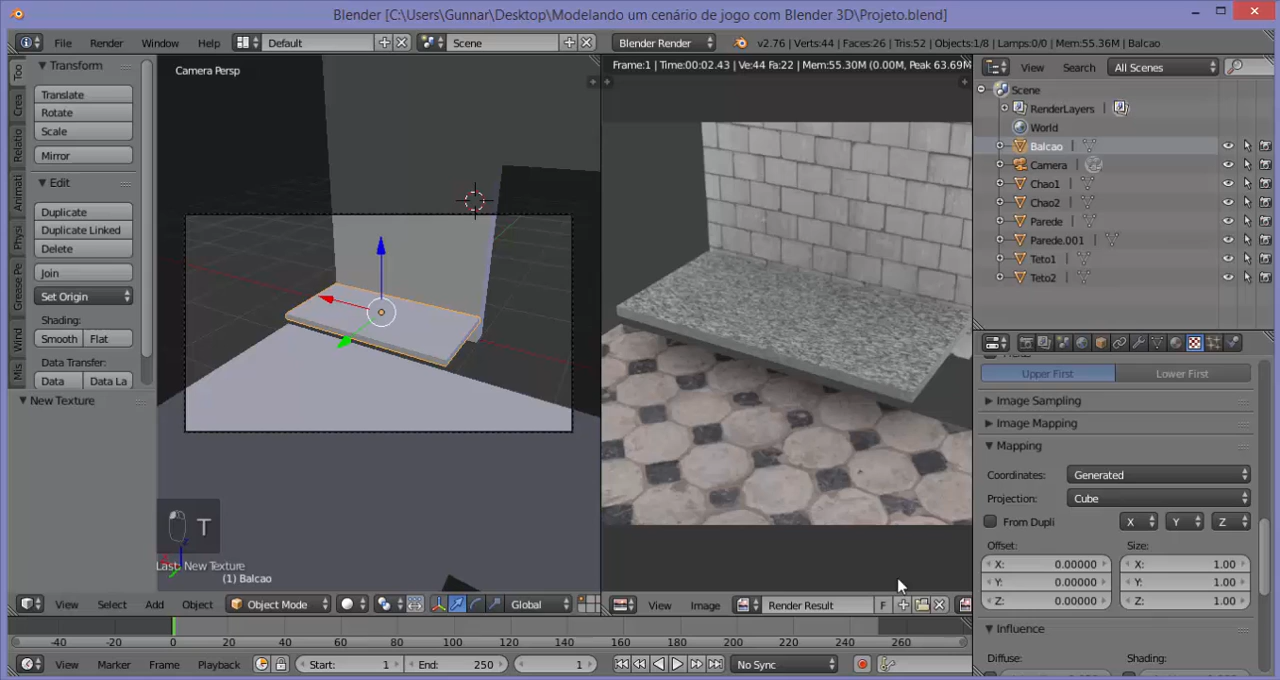 Blender [C:\Users\Gunnar\Desktop\Modelando um cenário de jogo com Blender 3D\Projeto.blend]
File Render Window Help Default Scene Blender Render v2.76 | Verts:44 | Faces:26 | Tris:52 | Objects:1/8 | Lamps:0/0 | Mem:55.36M | Balcao
Transform
Translate
Rotate
Scale
Mirror
Edit
Duplicate
Duplicate Linked
Delete
Join
Set Origin
Shading:
Smooth Flat
Data Transfer:
Data Data La
New Texture
Too
Crea
Relatio
Animati
Physi
Grease Pe
Wind
Mis
Camera Persp
T
Last: New Texture
(1) Balcao
View Select Add Object Object Mode Global
Frame:1 | Time:00:02.43 | Ve:44 Fa:22 | Mem:55.30M (0.00M, Peak 63.69M
View Image Render Result F
View Search All Scenes
Scene
RenderLayers |
World
Balcao |
Camera |
Chao1 |
Chao2 |
Parede |
Parede.001 |
Teto1 |
Teto2 |
Upper First Lower First
Image Sampling
Image Mapping
Mapping
Coordinates: Generated
Projection: Cube
From Dupli X Y Z
Offset: Size:
X: 0.00000 X: 1.00
Y: 0.00000 Y: 1.00
Z: 0.00000 Z: 1.00
Influence
Diffuse: Shading:
-40 -20 0 20 40 60 80 100 120 140 160 180 200 220 240 260
View Marker Frame Playback Start: 1 End: 250 1 No Sync